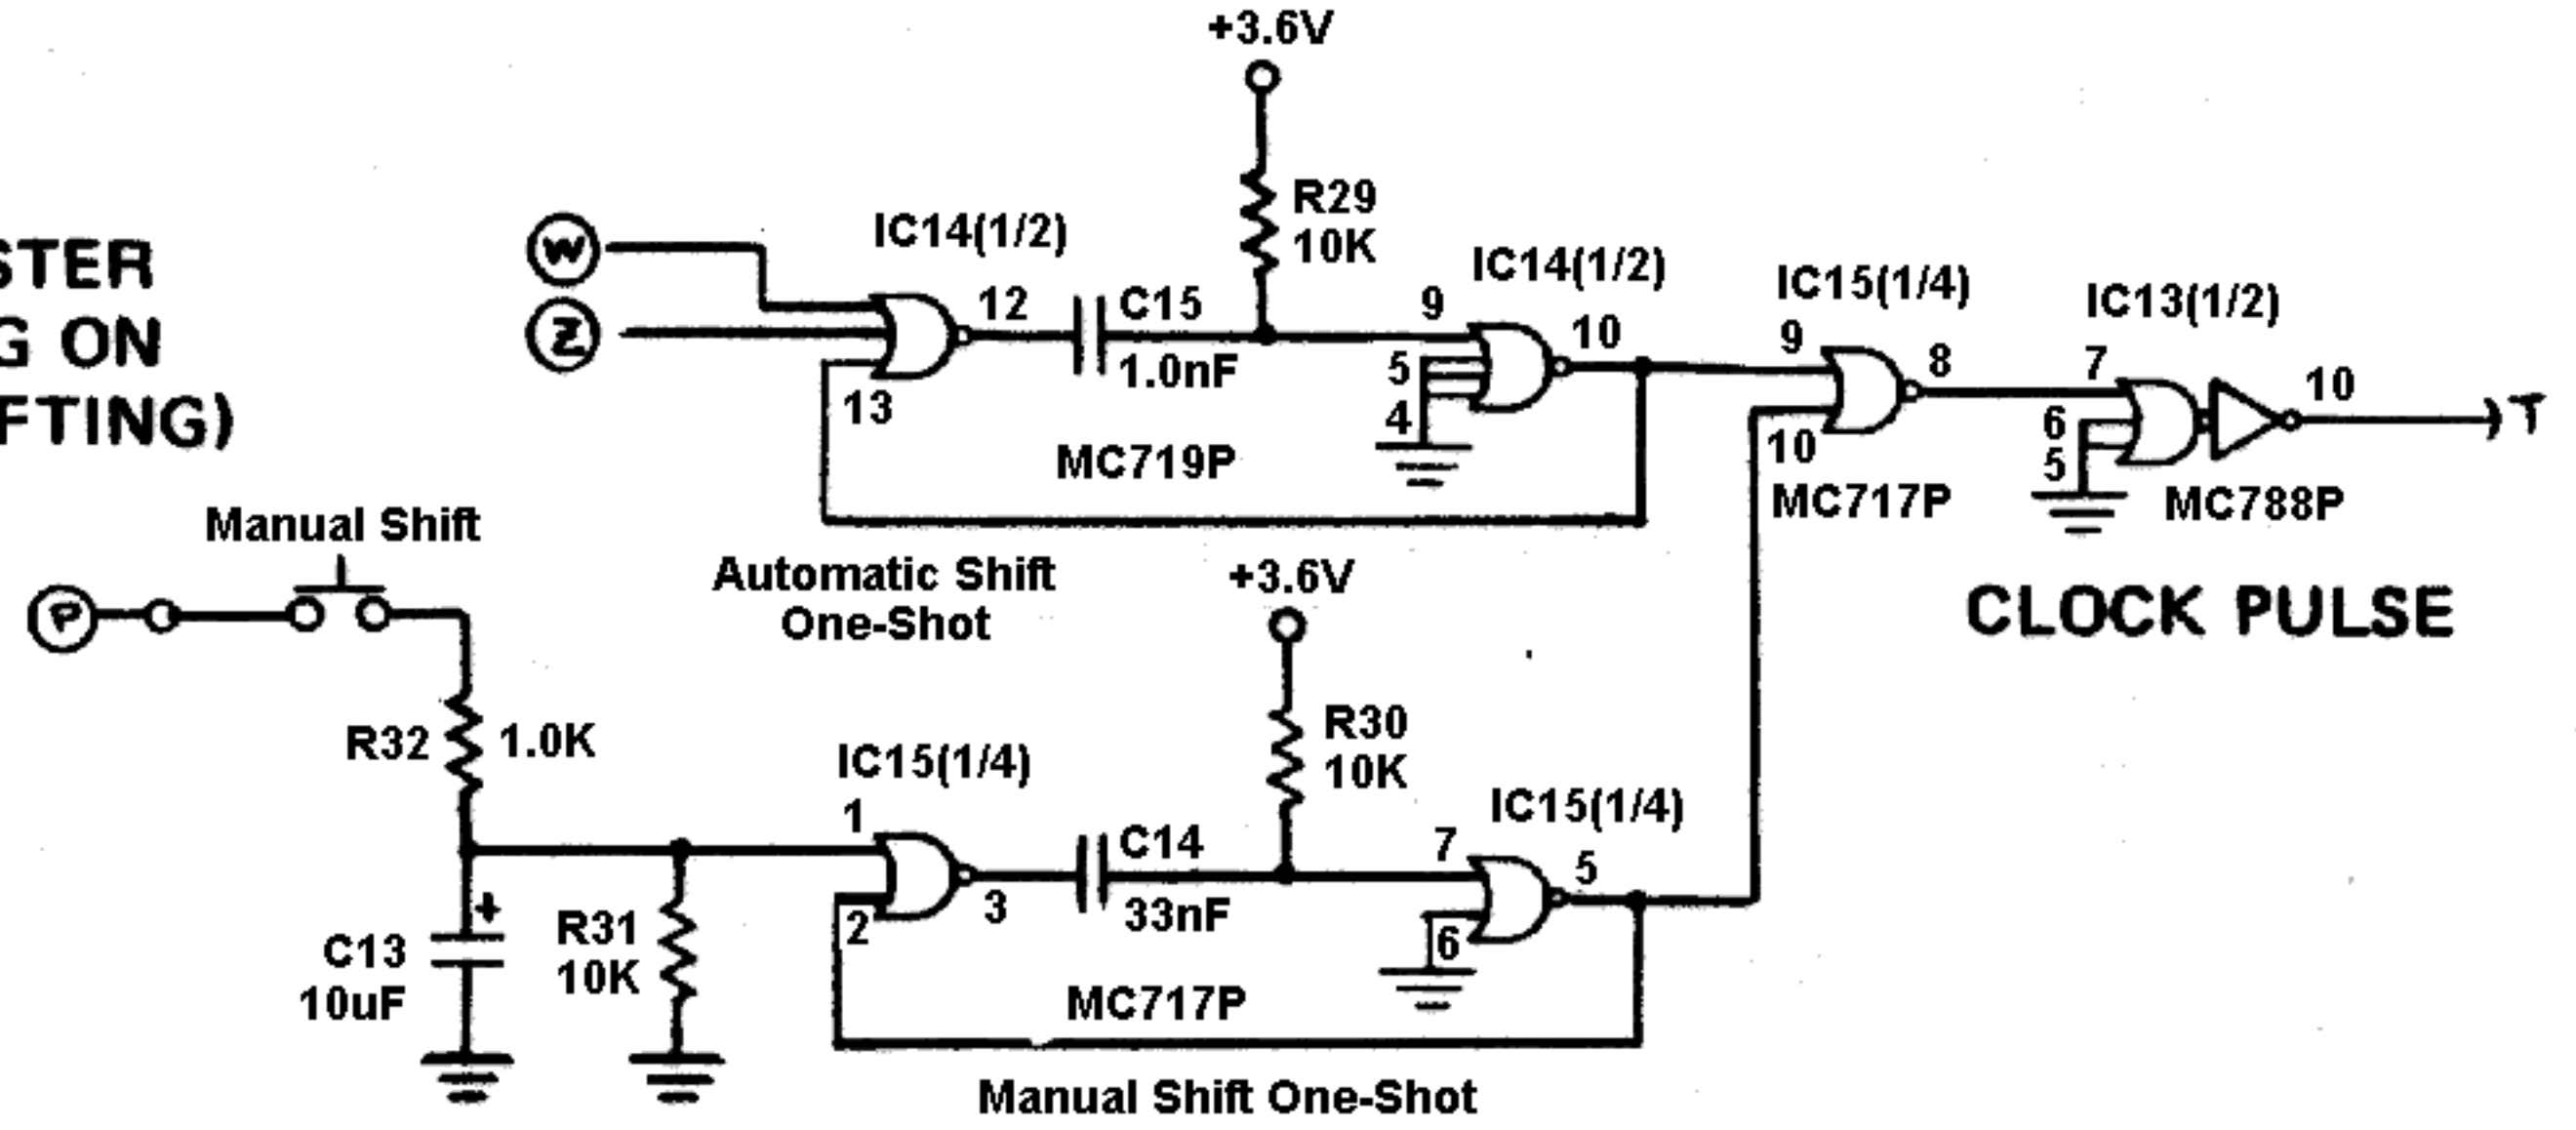 +3.6V
R29
10K
STER
G ON
FTING)
W
Z
IC14(1/2)
12
C15
1.0nF
13
MC719P
9
5
4
IC14(1/2)
10
IC15(1/4)
9
10
8
MC717P
IC13(1/2)
7
6
5
10
T
MC788P
CLOCK PULSE
Automatic Shift
One-Shot
Manual Shift
P
R32
1.0K
C13
10uF
+
R31
10K
IC15(1/4)
1
2
3
C14
33nF
MC717P
+3.6V
R30
10K
7
6
IC15(1/4)
5
Manual Shift One-Shot